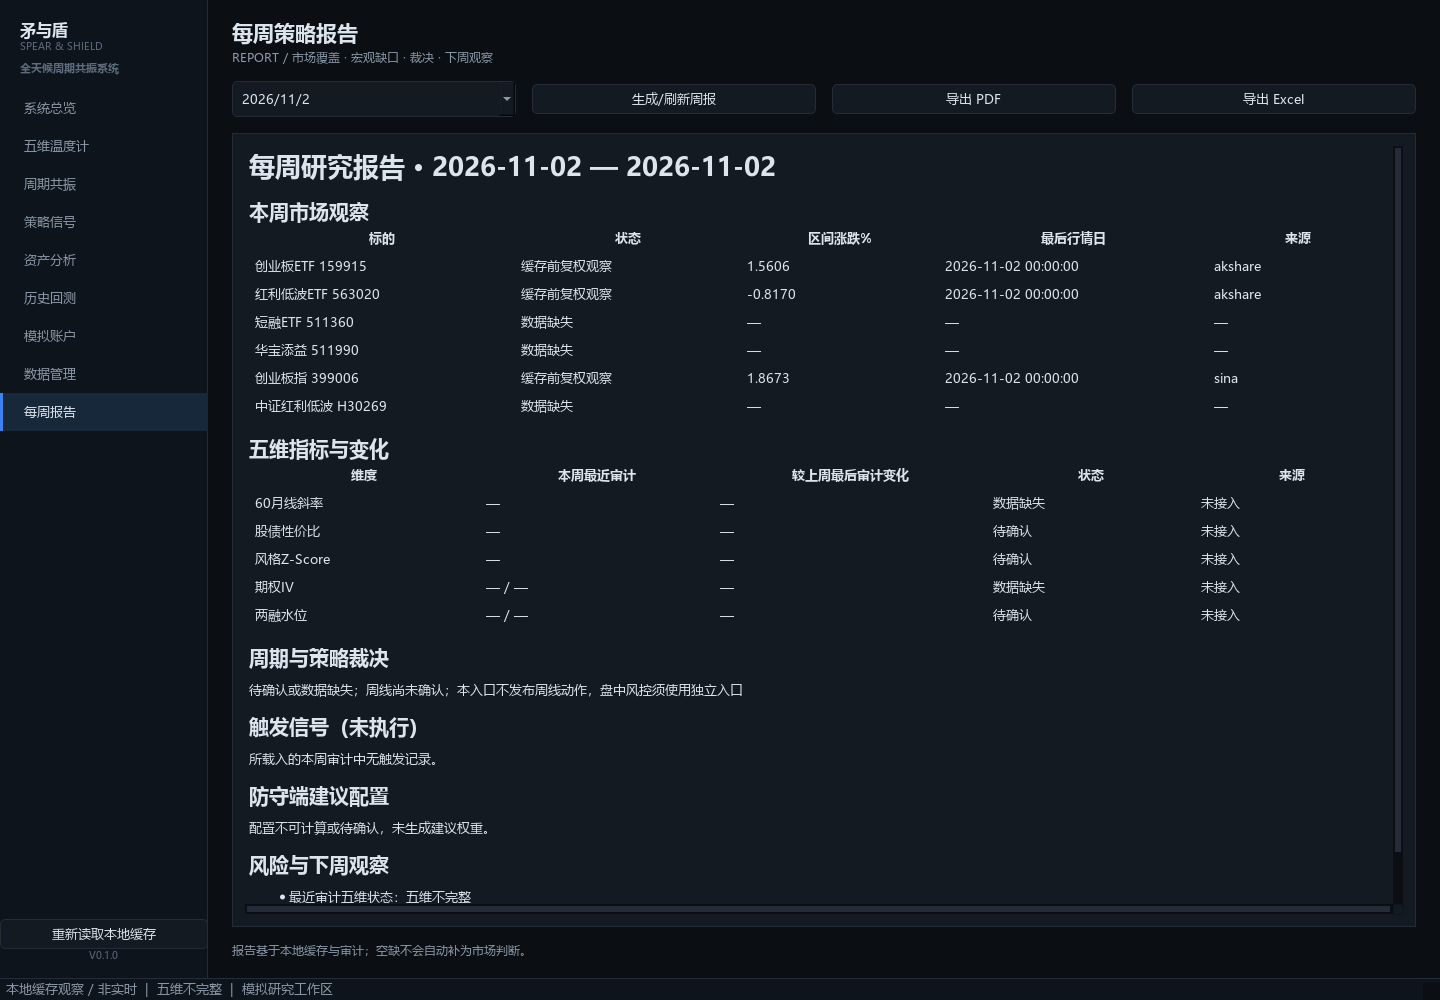 矛与盾
SPEAR & SHIELD
全天候周期共振系统
系统总览
五维温度计
周期共振
策略信号
资产分析
历史回测
模拟账户
数据管理
每周报告
重新读取本地缓存
V0.1.0
每周策略报告
REPORT / 市场覆盖 · 宏观缺口 · 裁决 · 下周观察
2026/11/2 生成/刷新周报 导出 PDF 导出 Excel
每周研究报告 • 2026-11-02 — 2026-11-02
本周市场观察
标的 状态 区间涨跌% 最后行情日 来源
创业板ETF 159915 缓存前复权观察 1.5606 2026-11-02 00:00:00 akshare
红利低波ETF 563020 缓存前复权观察 -0.8170 2026-11-02 00:00:00 akshare
短融ETF 511360 数据缺失 — — —
华宝添益 511990 数据缺失 — — —
创业板指 399006 缓存前复权观察 1.8673 2026-11-02 00:00:00 sina
中证红利低波 H30269 数据缺失 — — —
五维指标与变化
维度 本周最近审计 较上周最后审计变化 状态 来源
60月线斜率 — — 数据缺失 未接入
股债性价比 — — 待确认 未接入
风格Z-Score — — 待确认 未接入
期权IV — / — — 数据缺失 未接入
两融水位 — / — — 待确认 未接入
周期与策略裁决
待确认或数据缺失；周线尚未确认；本入口不发布周线动作，盘中风控须使用独立入口
触发信号（未执行）
所载入的本周审计中无触发记录。
防守端建议配置
配置不可计算或待确认，未生成建议权重。
风险与下周观察
• 最近审计五维状态：五维不完整
报告基于本地缓存与审计；空缺不会自动补为市场判断。
本地缓存观察 / 非实时 | 五维不完整 | 模拟研究工作区